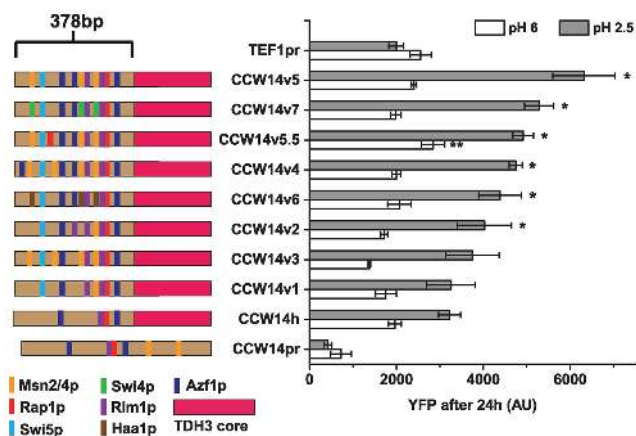 378bp
pH 6
pH 2.5
TEF1pr
CCW14v5
*
CCW14v7
*
CCW14v5.5
*
**
CCW14v4
*
CCW14v6
*
CCW14v2
*
CCW14v3
CCW14v1
CCW14h
CCW14pr
0
2000
4000
6000
YFP after 24h (AU)
Msn2/4p
Swi4p
Azf1p
Rap1p
Rlm1p
TDH3 core
Swi5p
Haa1p